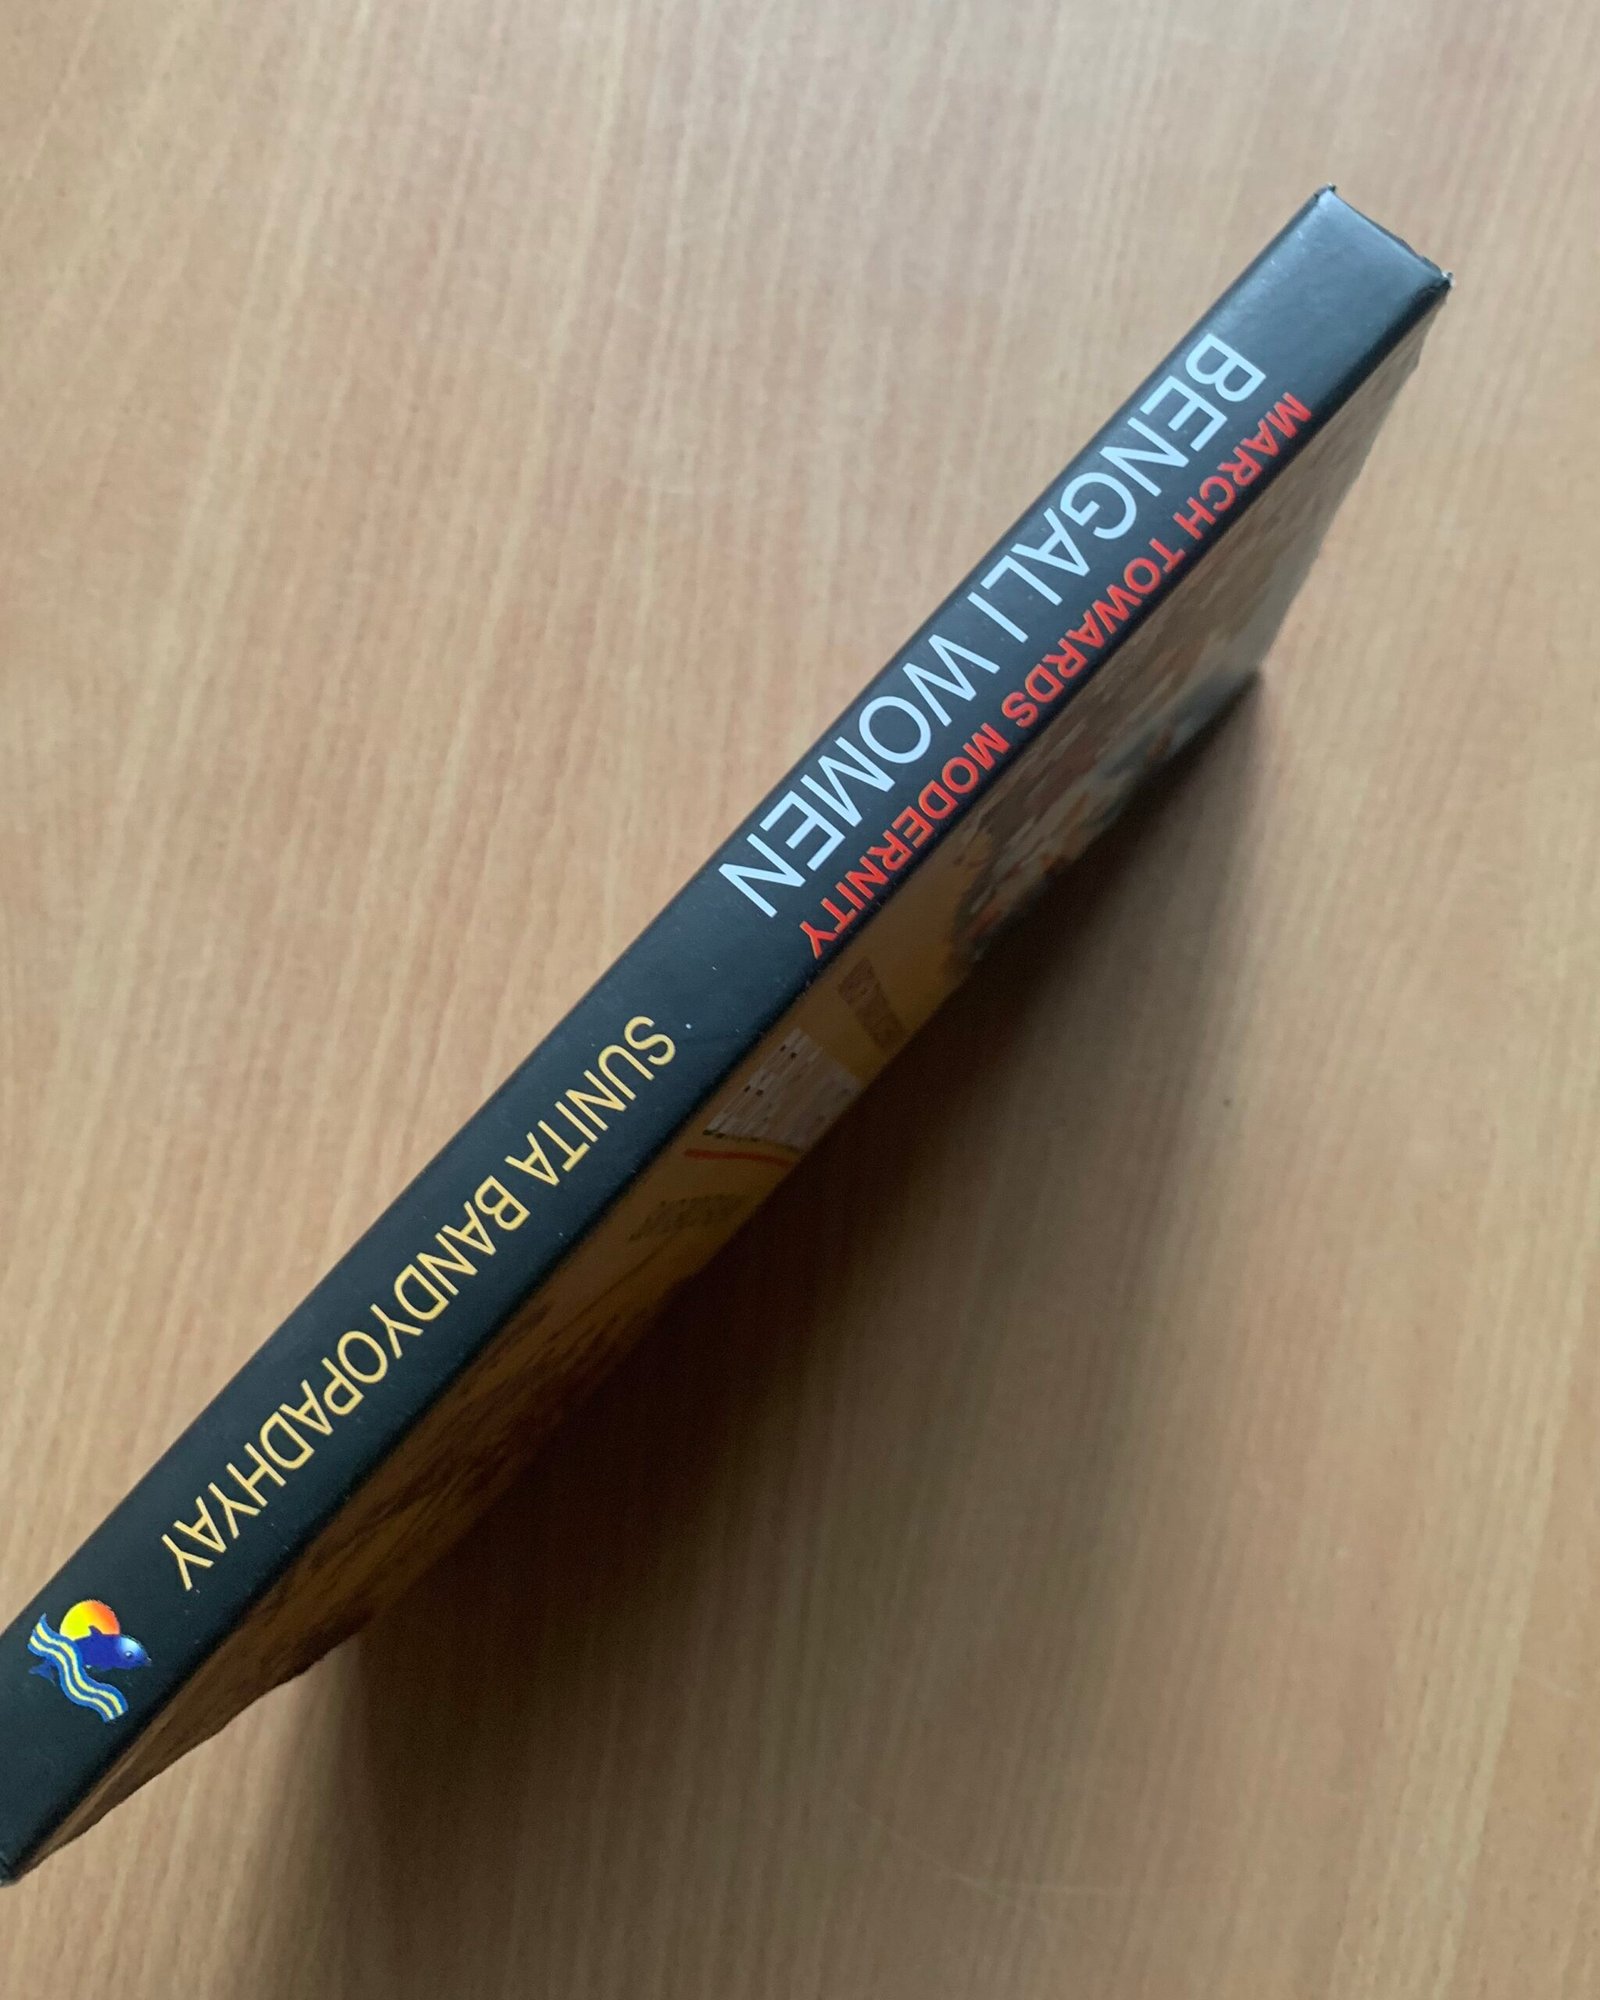 BENGALI WOMEN
MARCH TOWARDS MODERNITY
SUNITA BANDYOPADHYAY